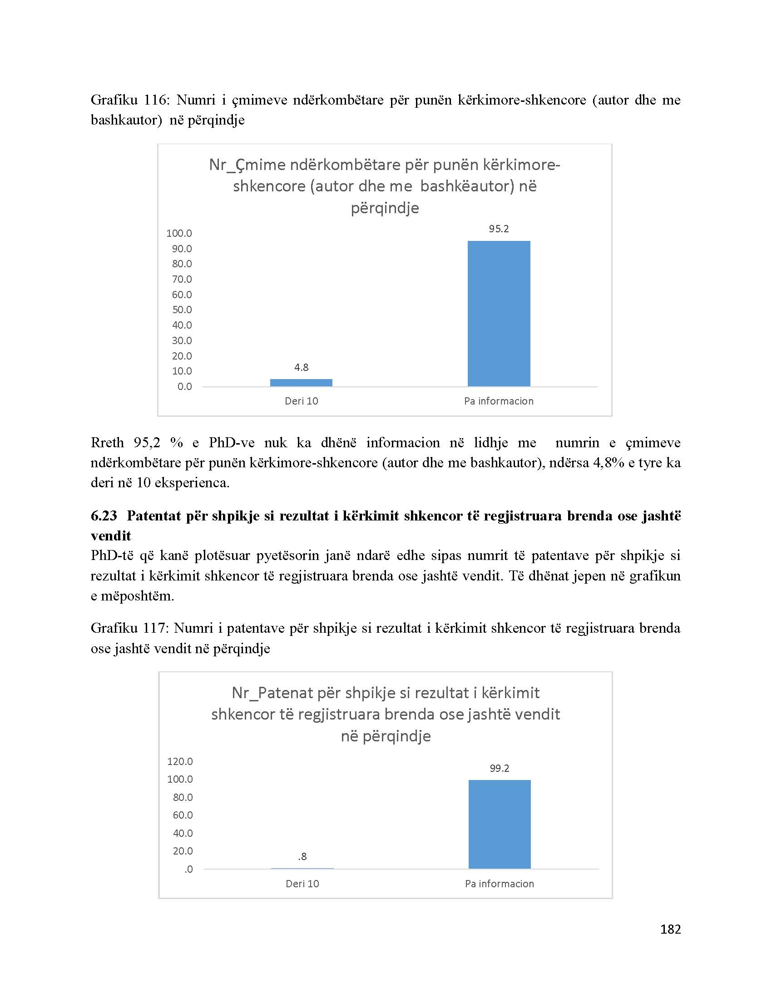 Grafiku 116: Numri i çmimeve ndërkombëtare për punën kërkimore-shkencore (autor dhe me
bashkautor) në përqindje
Nr_Çmime ndërkombëtare për punën kërkimore-
shkencore (autor dhe me bashkëautor) në
përqindje
100.0
90.0
80.0
70.0
60.0
50.0
40.0
30.0
20.0
10.0
0.0
4.8
95.2
Deri 10
Pa informacion
Rreth 95,2 % e PhD-ve nuk ka dhënë informacion në lidhje me numrin e çmimeve
ndërkombëtare për punën kërkimore-shkencore (autor dhe me bashkautor), ndërsa 4,8% e tyre ka
deri në 10 eksperienca.
6.23 Patentat për shpikje si rezultat i kërkimit shkencor të regjistruara brenda ose jashtë
vendit
PhD-të që kanë plotësuar pyetësorin janë ndarë edhe sipas numrit të patentave për shpikje si
rezultat i kërkimit shkencor të regjistruara brenda ose jashtë vendit. Të dhënat jepen në grafikun
e mëposhtëm.
Grafiku 117: Numri i patentave për shpikje si rezultat i kërkimit shkencor të regjistruara brenda
ose jashtë vendit në përqindje
Nr_Patenat për shpikje si rezultat i kërkimit
shkencor të regjistruara brenda ose jashtë vendit
në përqindje
120.0
100.0
80.0
60.0
40.0
20.0
.0
.8
99.2
Deri 10
Pa informacion
182